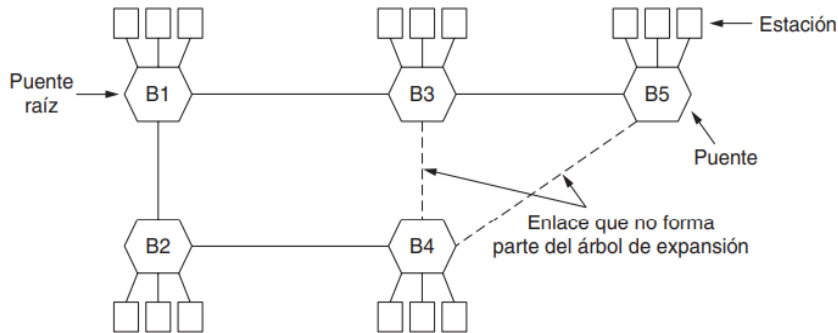 Estación
Puente
raíz
B1
B3
B5
Puente
Enlace que no forma
parte del árbol de expansión
B2
B4